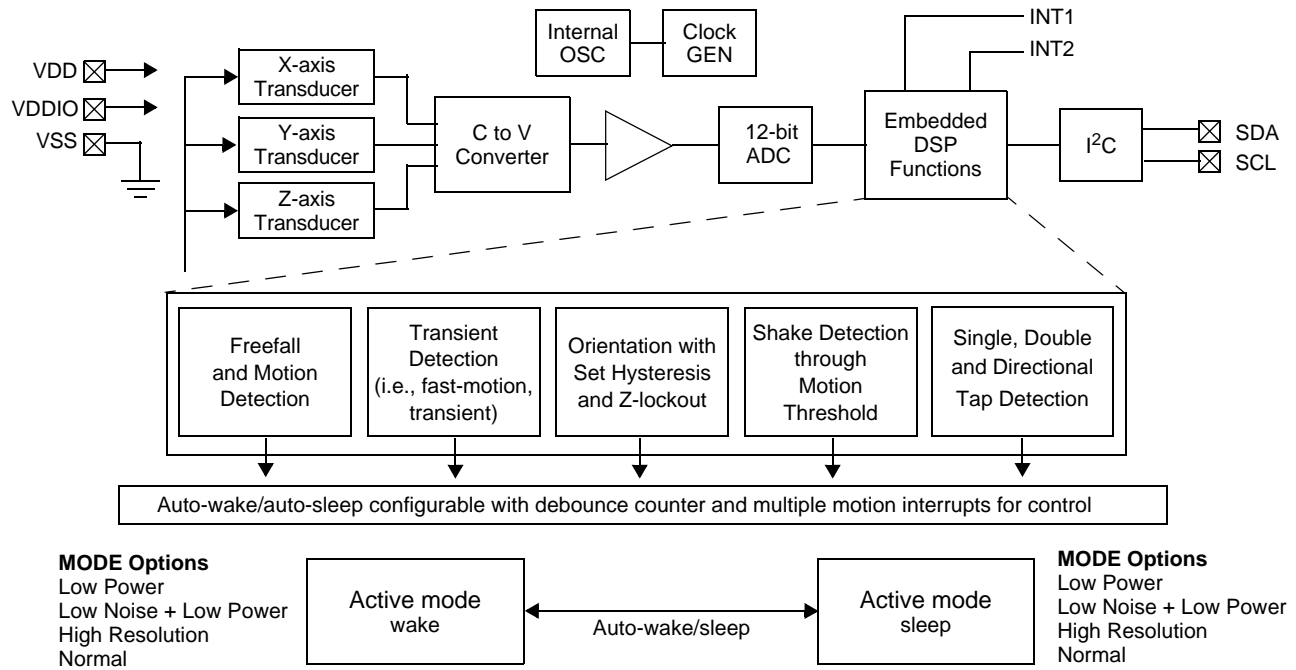 INT1
INT2
Internal
OSC
Clock
GEN
VDD
VDDIO
VSS
X-axis
Transducer
Y-axis
Transducer
Z-axis
Transducer
C to V
Converter
12-bit
ADC
Embedded
DSP
Functions
I²C
SDA
SCL
Freefall
and Motion
Detection
Transient
Detection
(i.e., fast-motion,
transient)
Orientation with
Set Hysteresis
and Z-lockout
Shake Detection
through
Motion
Threshold
Single, Double
and Directional
Tap Detection
Auto-wake/auto-sleep configurable with debounce counter and multiple motion interrupts for control
MODE Options
Low Power
Low Noise + Low Power
High Resolution
Normal
Active mode
wake
Auto-wake/sleep
Active mode
sleep
MODE Options
Low Power
Low Noise + Low Power
High Resolution
Normal